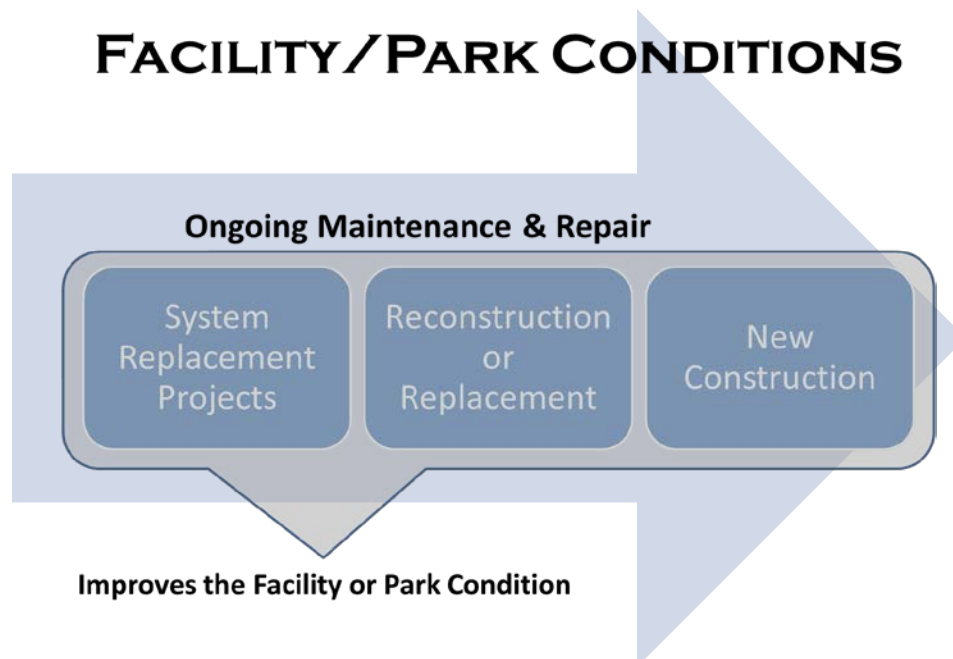 FACILITY/PARK CONDITIONS
Ongoing Maintenance & Repair
System
Replacement
Projects
Reconstruction
or
Replacement
New
Construction
Improves the Facility or Park Condition